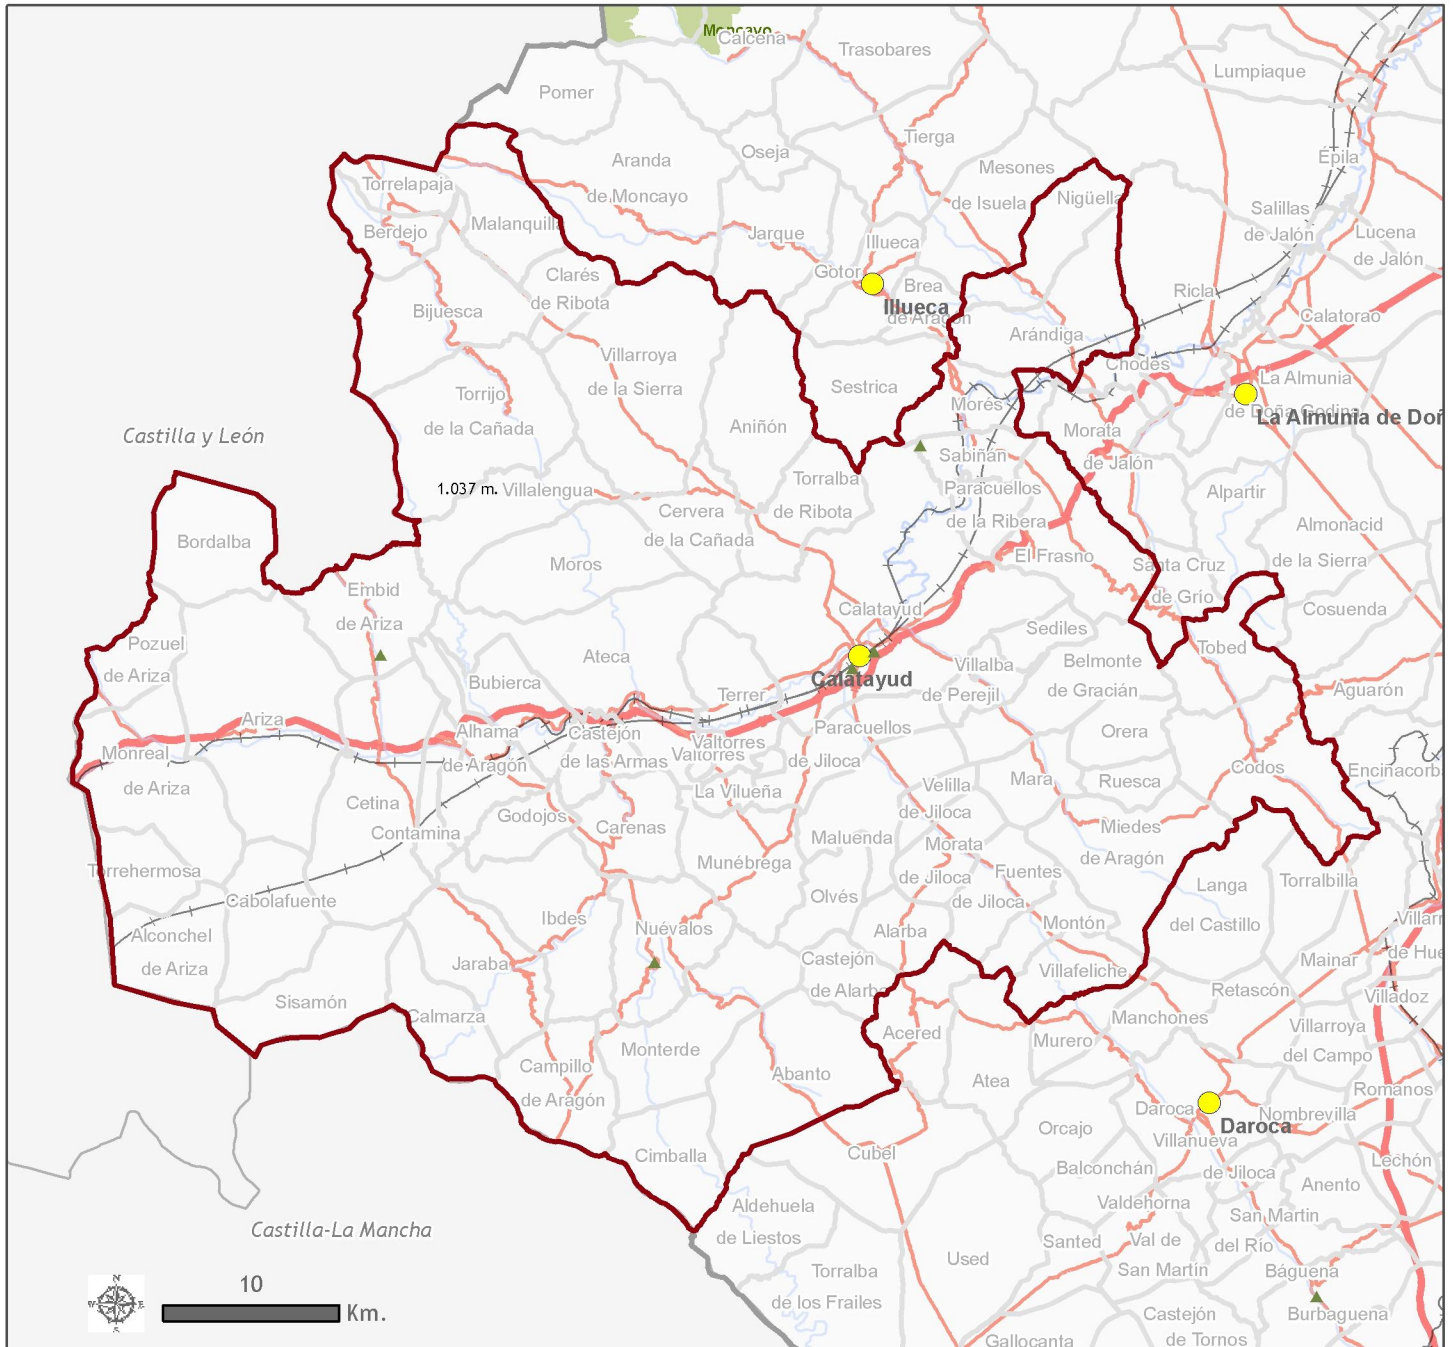 Moncayo
Calcena
Trasobares
Lumpiaque
Pomer
Tierga
Oseja
Aranda
de Moncayo
Mesones
de Isuela
Nigüella
Épila
Torrelapaja
Malanquilla
Berdejo
Jarque
Illueca
Salillas
de Jalón
Lucena
de Jalón
Clarés
de Ribota
Gotor
Brea
de Aragón
Illueca
Ricla
Calatorao
Bijuesca
Arándiga
Villarroya
de la Sierra
Chodes
Sestrica
La Almunia
de Doña Godina
La Almunia de Doñ
Torrijo
de la Cañada
Morés
Aniñón
Castilla y León
Morata
de Jalón
Sabiñán
1.037 m.
Villalengua
Torralba
de Ribota
Paracuellos
de la Ribera
Alpartir
Cervera
de la Cañada
Almonacid
de la Sierra
Bordalba
Moros
El Frasno
Santa Cruz
de Grío
Embid
de Ariza
Calatayud
Cosuenda
Sediles
Pozuel
de Ariza
Ateca
Tobed
Bubierca
Calatayud
Villalba
de Perejil
Belmonte
de Gracián
Terrer
Aguarón
Ariza
Alhama
de Aragón
Castejón
de las Armas
Valtorres
Valtorres
Paracuellos
de Jiloca
Orera
Monreal
de Ariza
Codos
Encinacorb
Mara
Ruesca
Velilla
de Jiloca
La Vilueña
Cetina
Godojos
Contamina
Carenas
Maluenda
Miedes
de Aragón
Morata
de Jiloca
Munébrega
Fuentes
de Jiloca
Torrehermosa
Cabolafuente
Olvés
Langa
del Castillo
Torralbilla
Ibdes
Nuévalos
Montón
Alarba
Villarr
de Hue
Alconchel
de Ariza
Jaraba
Castejón
de Alarba
Villafeliche
Mainar
Retascón
Villadoz
Sisamón
Calmarza
Manchones
Acered
Murero
Villarroya
del Campo
Monterde
Campillo
de Aragón
Abanto
Atea
Romanos
Daroca
Nombrevilla
Daroca
Orcajo
Villanueva
de Jiloca
Cimballa
Cubel
Balconchán
Lechón
Anento
Aldehuela
de Liestos
Valdehorna
San Martin
del Río
Castilla-La Mancha
Santed
Val de
San Martín
Used
Torralba
de los Frailes
Báguena
Burbaguena
Castejón
de Tornos
Gallocanta
N
W
E
S
10
Km.